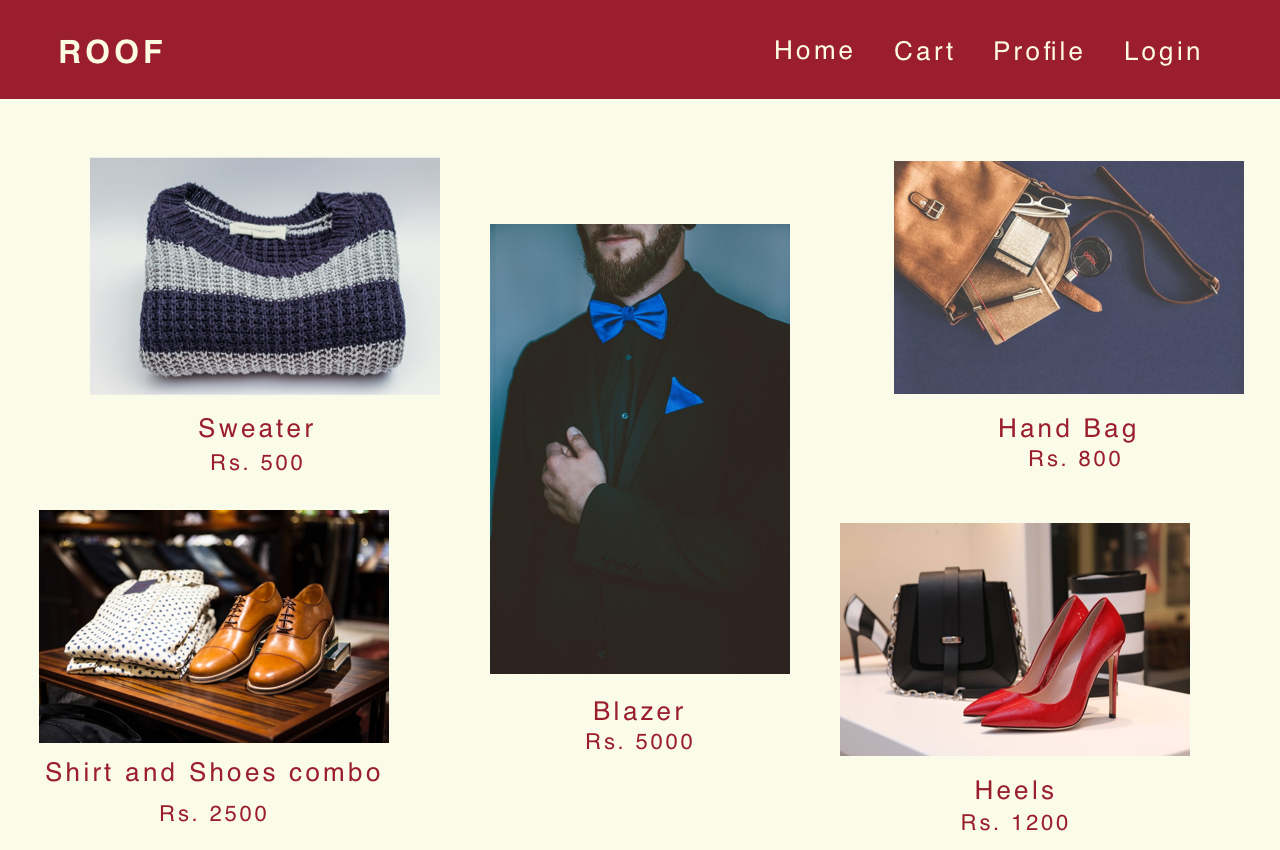 ROOF
Home Cart Profile Login
Sweater
Rs. 500
Hand Bag
Rs. 800
Blazer
Rs. 5000
Shirt and Shoes combo
Rs. 2500
Heels
Rs. 1200